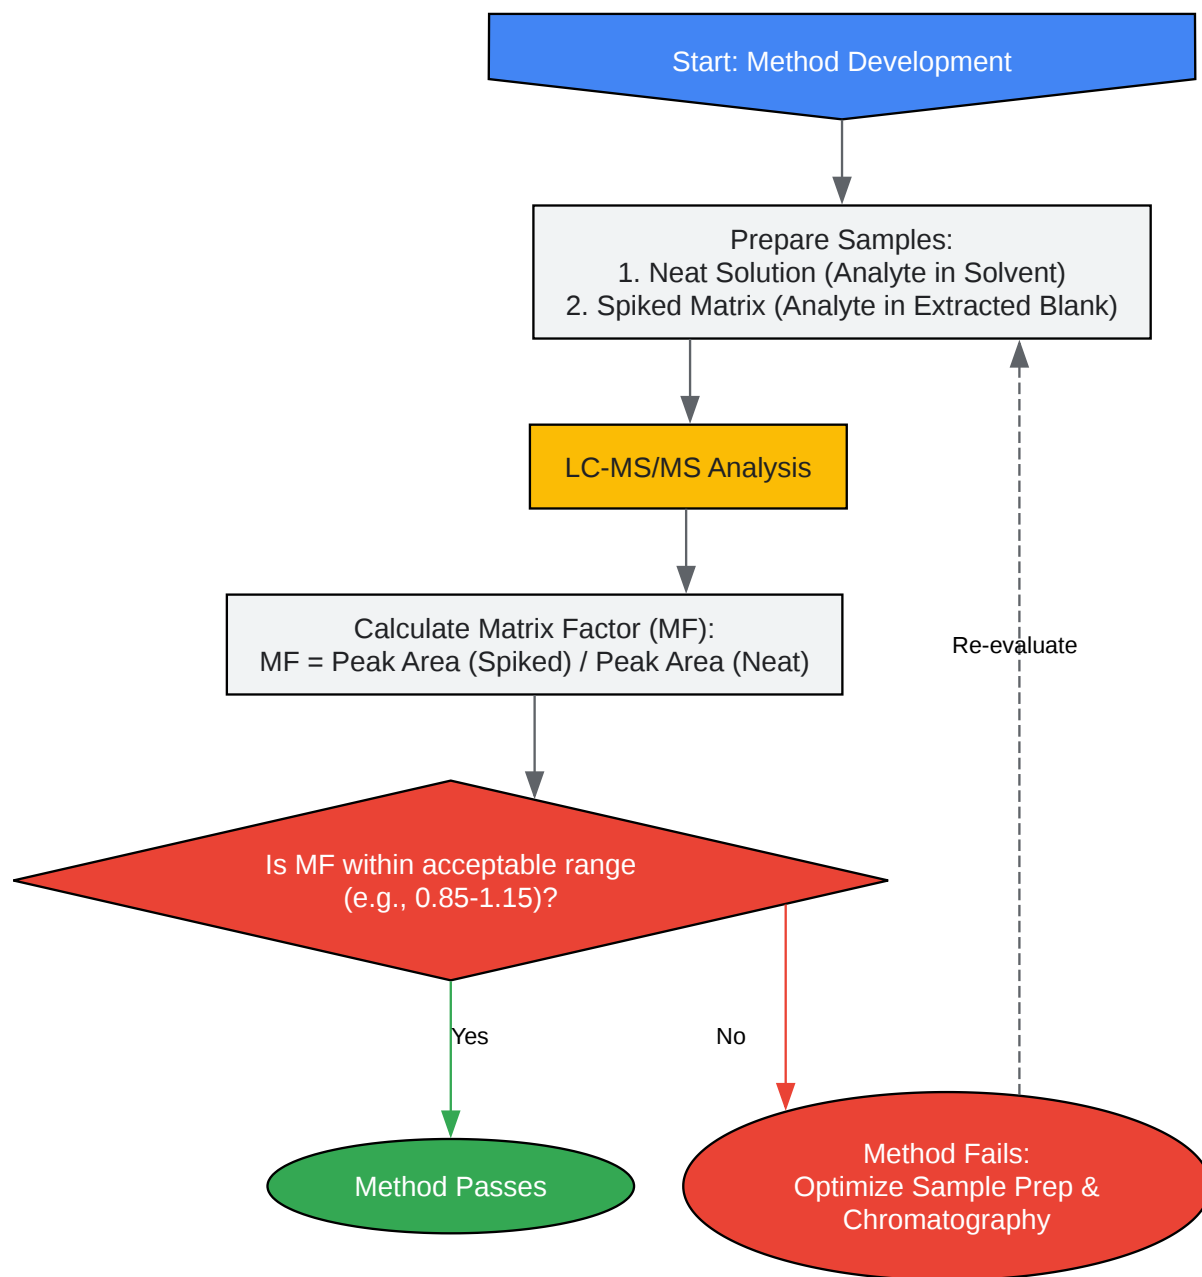 Start: Method Development
Prepare Samples:
1. Neat Solution (Analyte in Solvent)
2. Spiked Matrix (Analyte in Extracted Blank)
LC-MS/MS Analysis
Calculate Matrix Factor (MF):
MF = Peak Area (Spiked) / Peak Area (Neat)
Re-evaluate
Is MF within acceptable range
(e.g., 0.85-1.15)?
Yes
No
Method Passes
Method Fails:
Optimize Sample Prep &
Chromatography